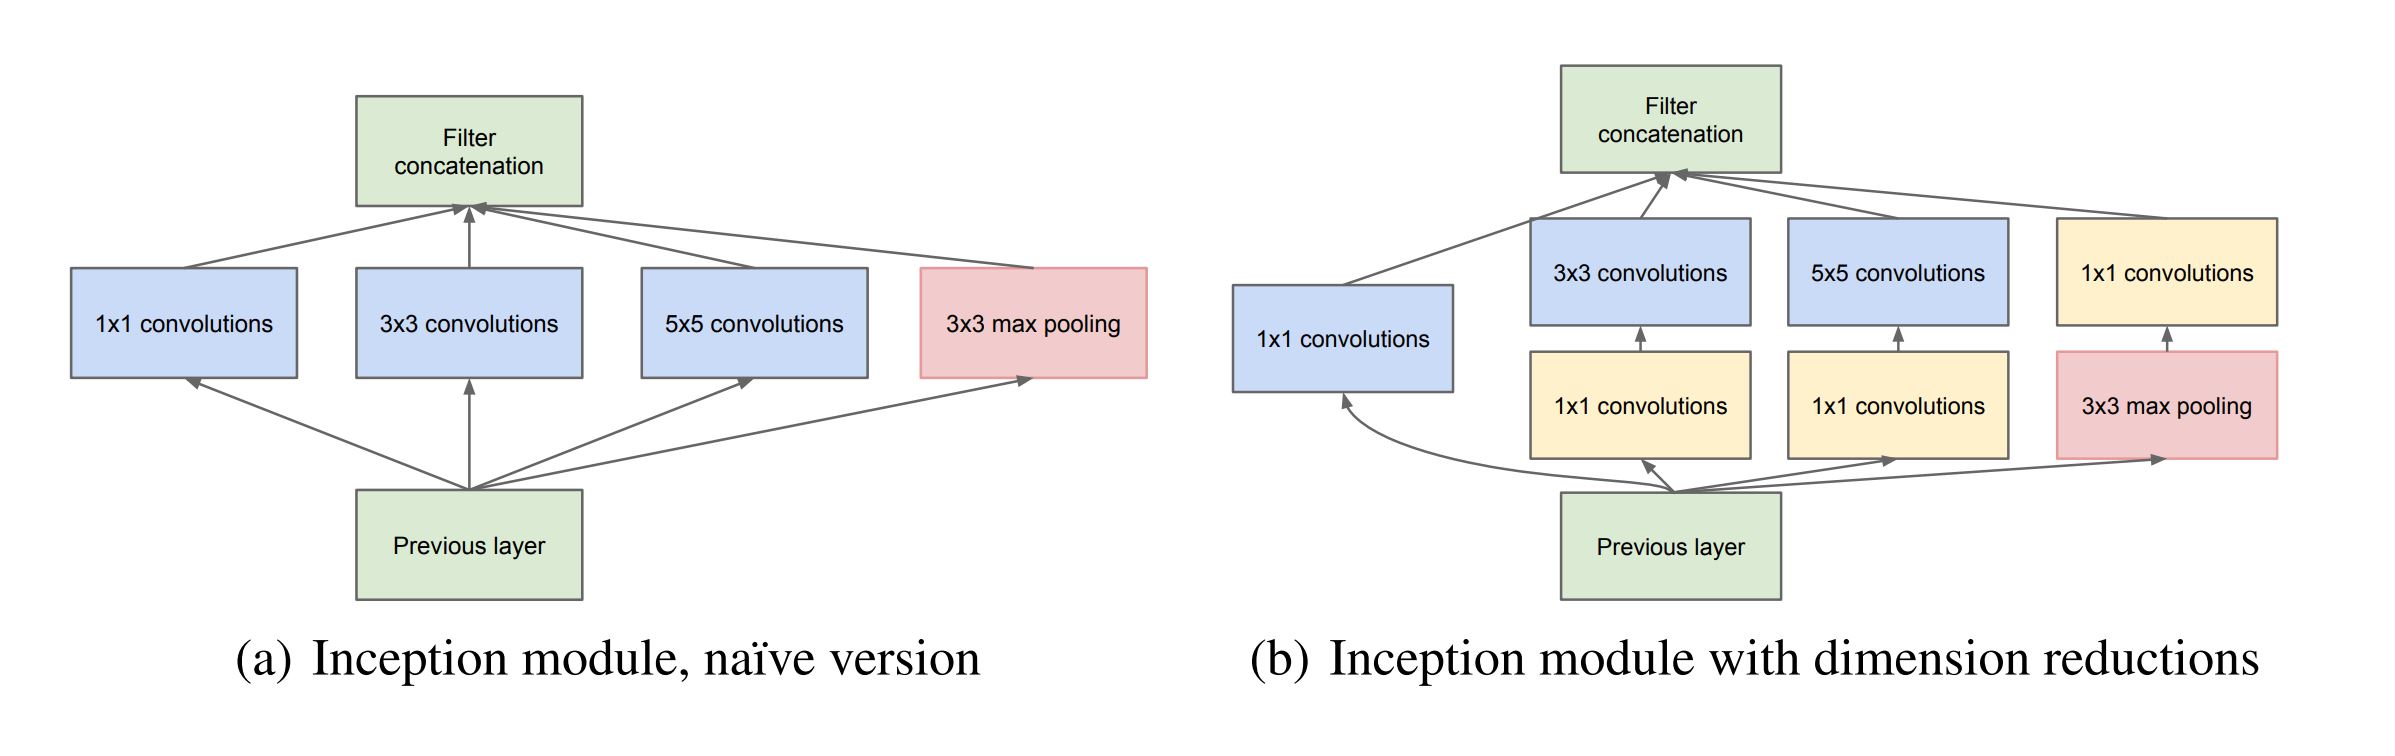 Filter
concatenation
1x1 convolutions
3x3 convolutions
5x5 convolutions
3x3 max pooling
Previous layer
(a) Inception module, naïve version
Filter
concatenation
3x3 convolutions
5x5 convolutions
1x1 convolutions
1x1 convolutions
1x1 convolutions
1x1 convolutions
3x3 max pooling
Previous layer
(b) Inception module with dimension reductions